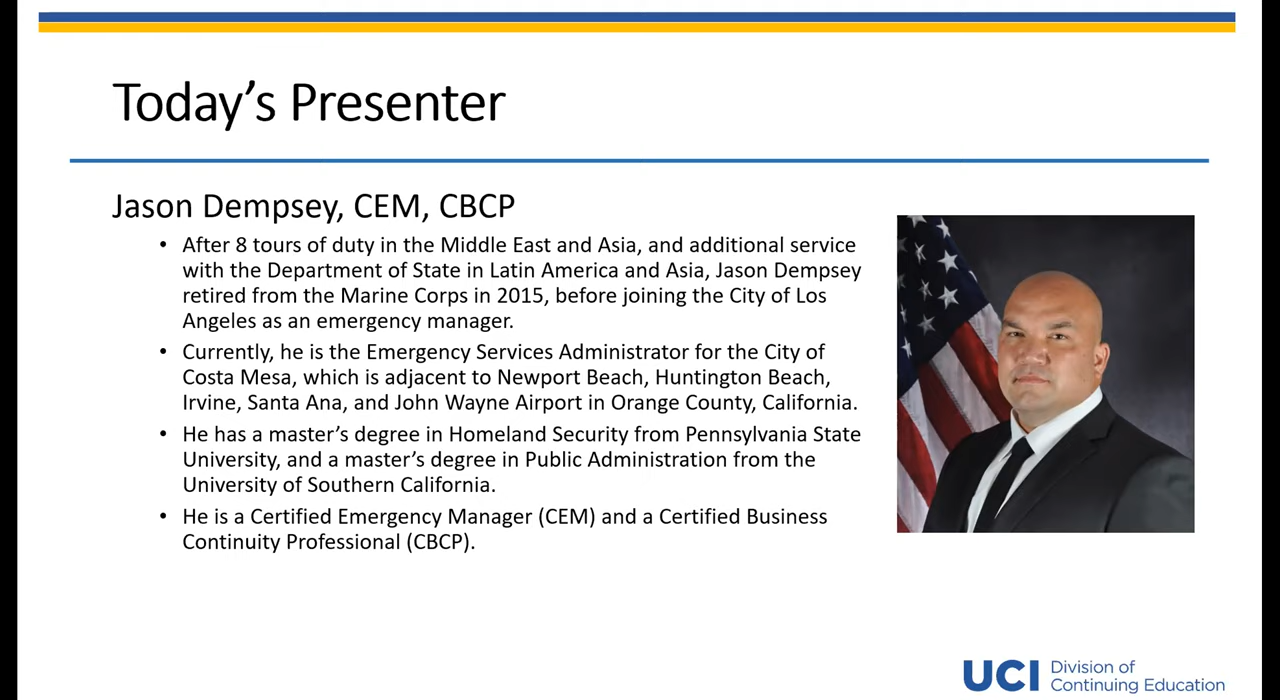 Today’s Presenter
Jason Dempsey, CEM, CBCP
• After 8 tours of duty in the Middle East and Asia, and additional service
with the Department of State in Latin America and Asia, Jason Dempsey
retired from the Marine Corps in 2015, before joining the City of Los
Angeles as an emergency manager.
• Currently, he is the Emergency Services Administrator for the City of
Costa Mesa, which is adjacent to Newport Beach, Huntington Beach,
Irvine, Santa Ana, and John Wayne Airport in Orange County, California.
• He has a master’s degree in Homeland Security from Pennsylvania State
University, and a master’s degree in Public Administration from the
University of Southern California.
• He is a Certified Emergency Manager (CEM) and a Certified Business
Continuity Professional (CBCP).
UCI Division of
Continuing Education